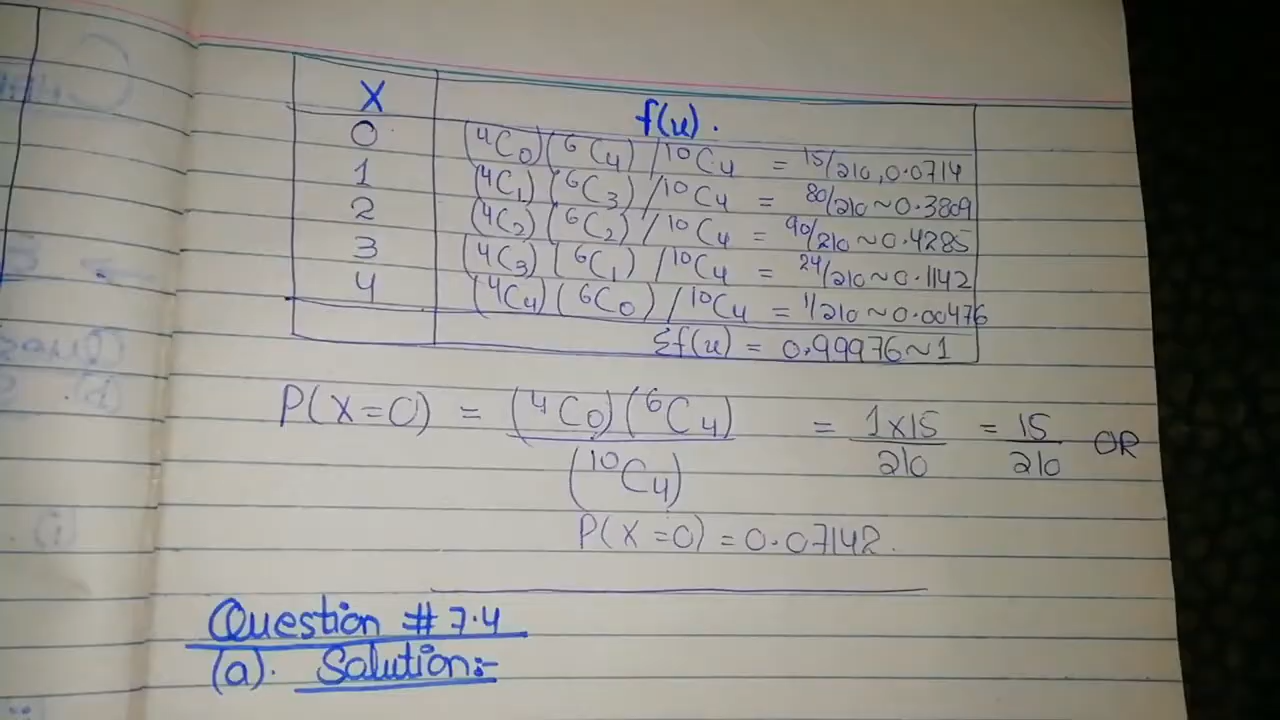 X f(x).
0 (⁴C₀)(⁶C₄)/¹⁰C₄ = 15/210, 0.0714
1 (⁴C₁)(⁶C₃)/¹⁰C₄ = 80/210 ~ 0.3809
2 (⁴C₂)(⁶C₂)/¹⁰C₄ = 90/210 ~ 0.4285
3 (⁴C₃)(⁶C₁)/¹⁰C₄ = 24/210 ~ 0.1142
4 (⁴C₄)(⁶C₀)/¹⁰C₄ = 1/210 ~ 0.00476
Σf(x) = 0.99976 ~ 1
P(X=0) = (⁴C₀)(⁶C₄)/(¹⁰C₄) = 1×15/210 = 15/210 OR
P(X=0) = 0.07142.
Question # 7.4
(a). Solution:-